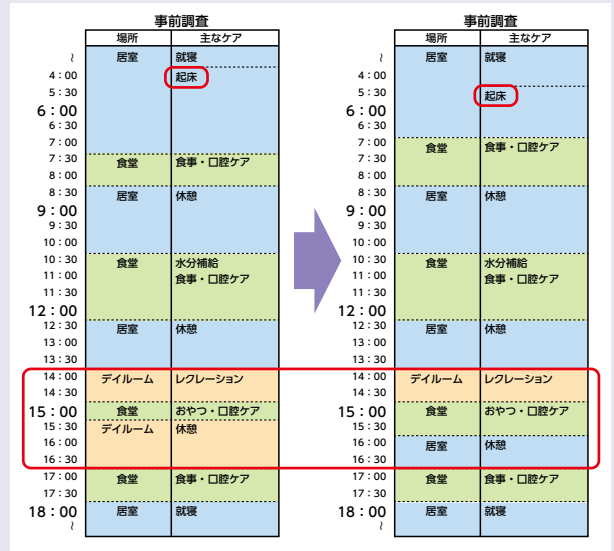 事前調査
場所 主なケア
～ 居室 就寝
4：00 起床
5：30
6：00
6：30
7：00
7：30 食堂 食事・口腔ケア
8：00
8：30 居室 休憩
9：00
9：30
10：00
10：30 食堂 水分補給
11：00 食事・口腔ケア
11：30
12：00
12：30 居室 休憩
13：00
13：30
14：00 デイルーム レクレーション
14：30
15：00 食堂 おやつ・口腔ケア
15：30 デイルーム 休憩
16：00
16：30
17：00 食堂 食事・口腔ケア
17：30
18：00 居室 就寝
～
事前調査
場所 主なケア
～ 居室 就寝
4：00
5：30 起床
6：00
6：30
7：00 食堂 食事・口腔ケア
7：30
8：00
8：30 居室 休憩
9：00
9：30
10：00
10：30 食堂 水分補給
11：00 食事・口腔ケア
11：30
12：00
12：30 居室 休憩
13：00
13：30
14：00 デイルーム レクレーション
14：30
15：00 食堂 おやつ・口腔ケア
15：30
16：00 居室 休憩
16：30
17：00 食堂 食事・口腔ケア
17：30
18：00 居室 就寝
～